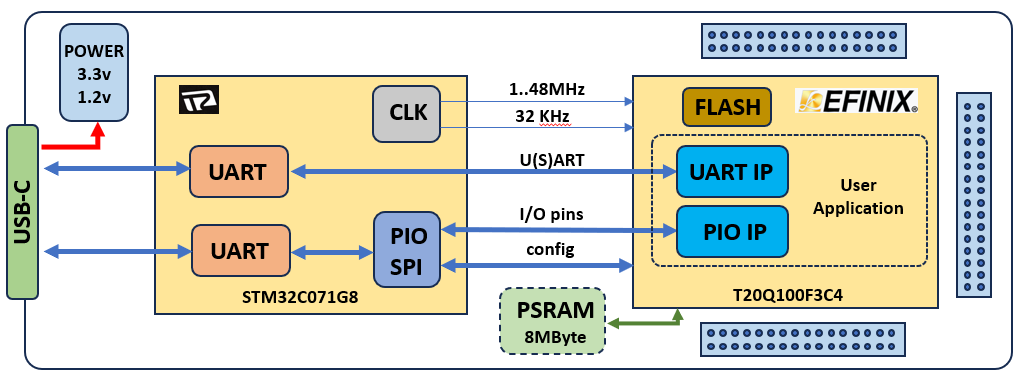 POWER
3.3v
1.2v
USB-C
CLK
UART
UART
PIO
SPI
STM32C071G8
1..48MHz
32 KHz
U(S)ART
I/O pins
config
PSRAM
8MByte
FLASH
EFINIX®
UART IP
PIO IP
User
Application
T20Q100F3C4